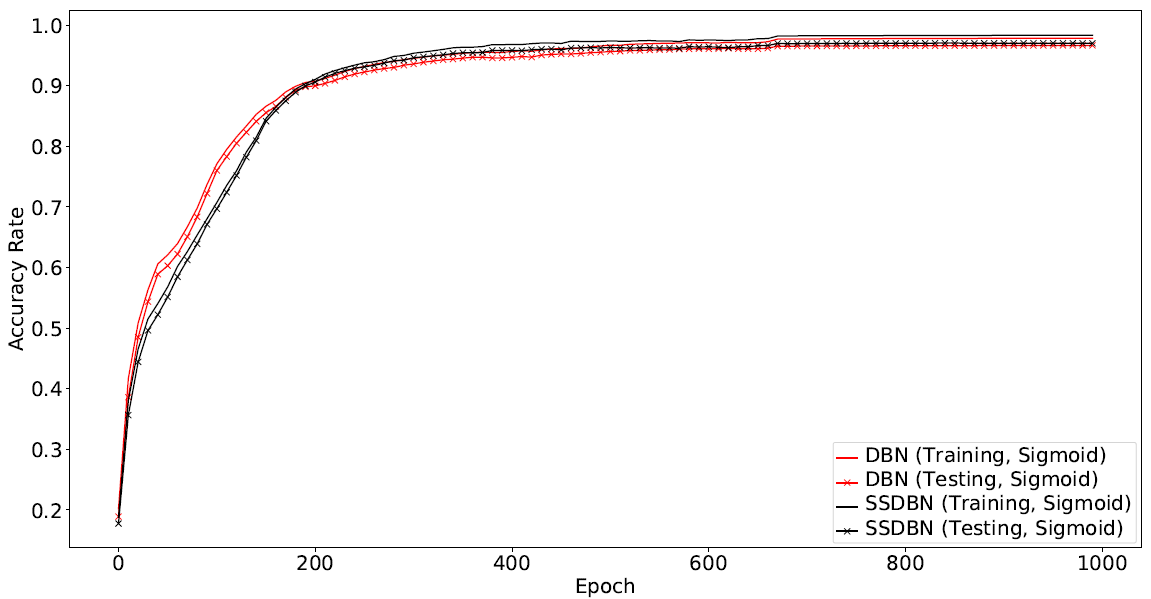 1.0
0.9
0.8
0.7
0.6
0.5
0.4
0.3
0.2
Accuracy Rate
0 200 400 600 800 1000
Epoch
DBN (Training, Sigmoid)
DBN (Testing, Sigmoid)
SSDBN (Training, Sigmoid)
SSDBN (Testing, Sigmoid)